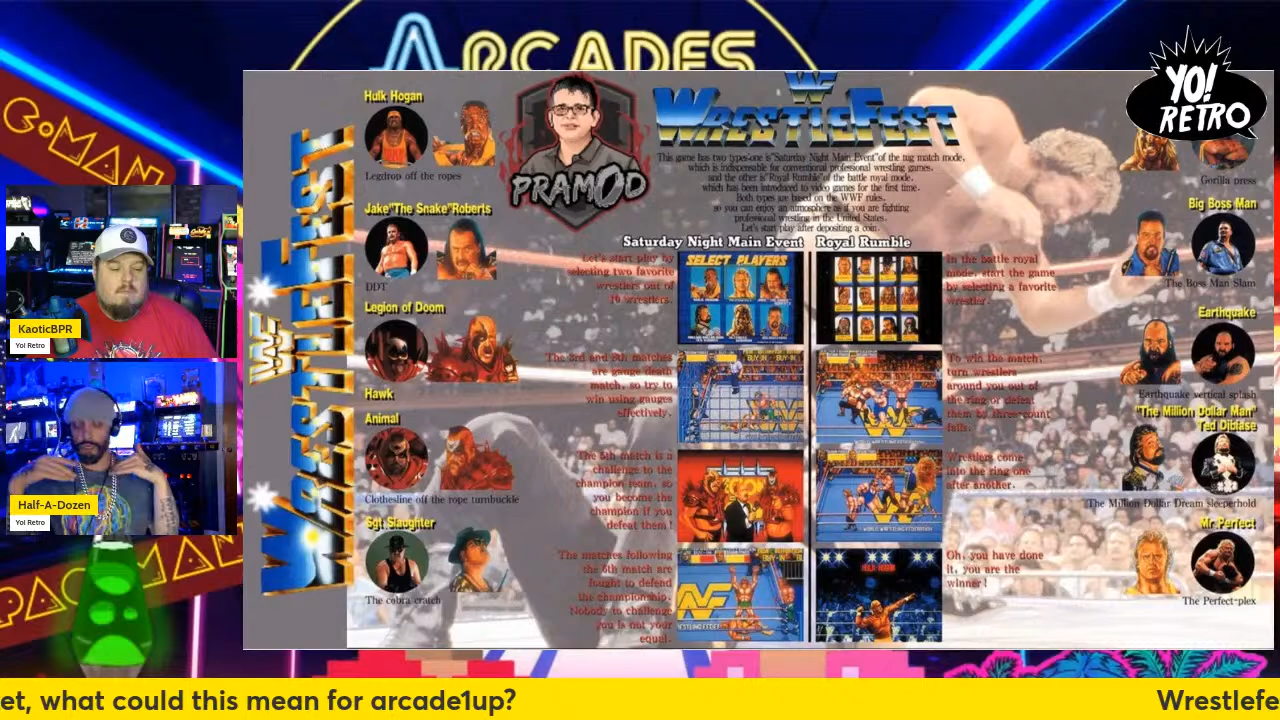 ARCADES
COMAN
PACMAN
YO!
RETRO
PRAMOD
WF
WRESTLEFEST
WF WRESTLEFEST
This game has two types-one is"Saturday Night Main Event"of the tag match mode,
which is indispensable for conventional professional wrestling games.
and the other is"Royal Rumble"of the battle royal mode,
which has been introduced to video games for the first time.
Both types are based on the WWF rules.
so you can enjoy an atmosphere as if you are fighting
professional wrestling in the United States.
Let's start play after depositing a coin.
Saturday Night Main Event Royal Rumble
Hulk Hogan
Legdrop off the ropes
Jake"The Snake"Roberts
DDT
Legion of Doom
Hawk
Animal
Clothesline off the rope turnbuckle
Sgt Slaughter
The cobra cratch
Let's start play by
selecting two favorite
wrestlers out of
10 wrestlers.
The 3rd and 5th matches
are gauge death
match, so try to
win using gauges
effectively.
The 6th match is a
challenge to the
champion team, so
you become the
champion if you
defeat them!
The matches following
the 6th match are
fought to defend
the championship.
Nobody to challenge
you is not your
equal.
SELECT PLAYERS
HULK HOGAN
In the battle royal
mode, start the game
by selecting a favorite
wrestler.
To win the match,
turn wrestlers
around you out of
the ring or defeat
them by three-count
falls.
Wrestlers come
into the ring one
after another.
Oh, you have done
it, you are the
winner!
Gorilla press
Big Boss Man
The Boss Man Slam
Earthquake
Earthquake vertical splash
"The Million Dollar Man"
Ted Dibiase
The Million Dollar Dream sleeperhold
Mr Perfect
The Perfect-plex
KaoticBPR
Yo! Retro
Half-A-Dozen
Yo! Retro
et, what could this mean for arcade1up?
Wrestlefe